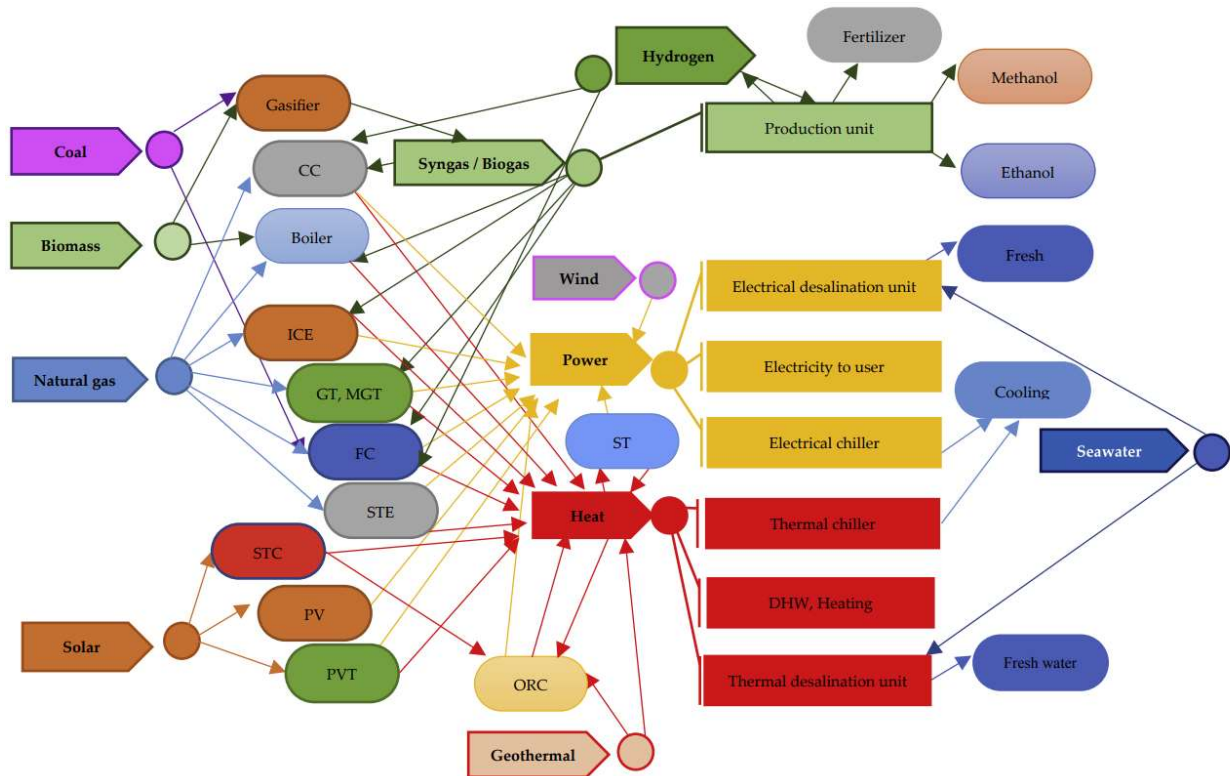 Fertilizer
Hydrogen
Methanol
Gasifier
Production unit
Coal
Syngas / Biogas
CC
Ethanol
Boiler
Biomass
Fresh
Wind
Electrical desalination unit
ICE
Power
Electricity to user
Natural gas
GT, MGT
Cooling
ST
Electrical chiller
FC
Seawater
STE
Heat
Thermal chiller
STC
PV
DHW, Heating
Solar
PVT
ORC
Thermal desalination unit
Fresh water
Geothermal